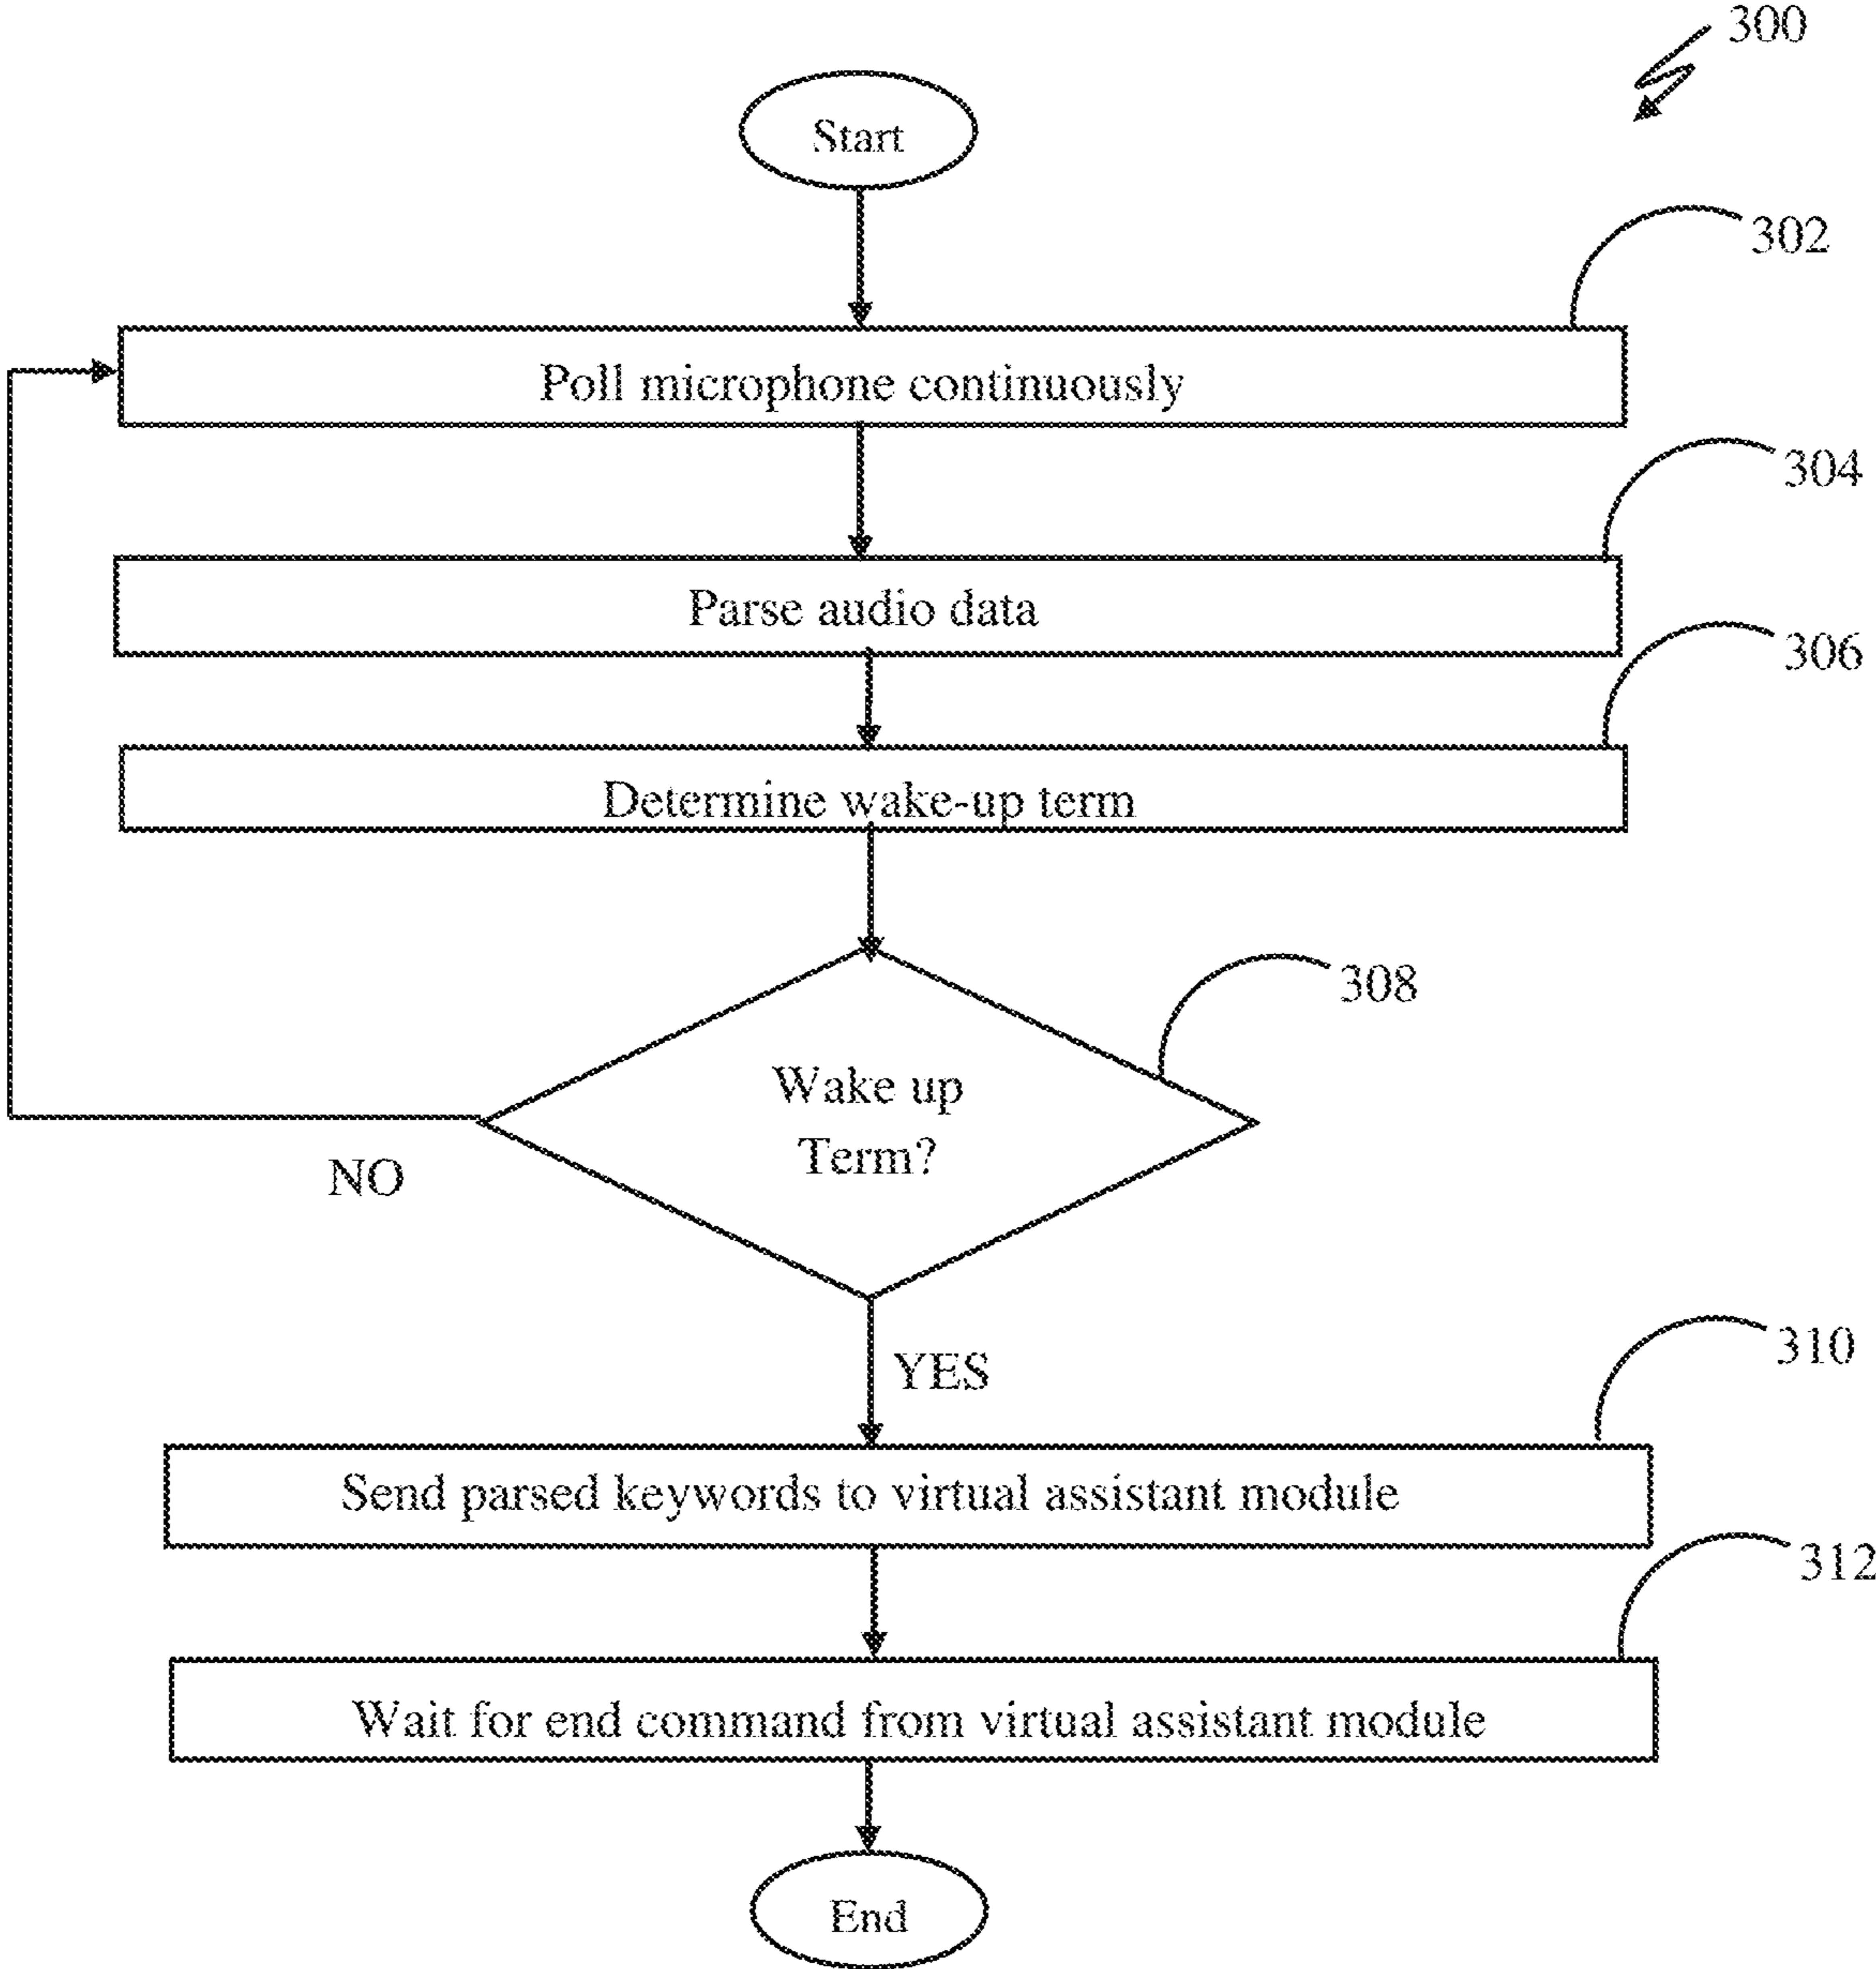 300
Start
302
Poll microphone continuously
304
Parse audio data
306
Determine wake-up term
308
Wake up
Term?
NO
YES
310
Send parsed keywords to virtual assistant module
312
Wait for end command from virtual assistant module
End